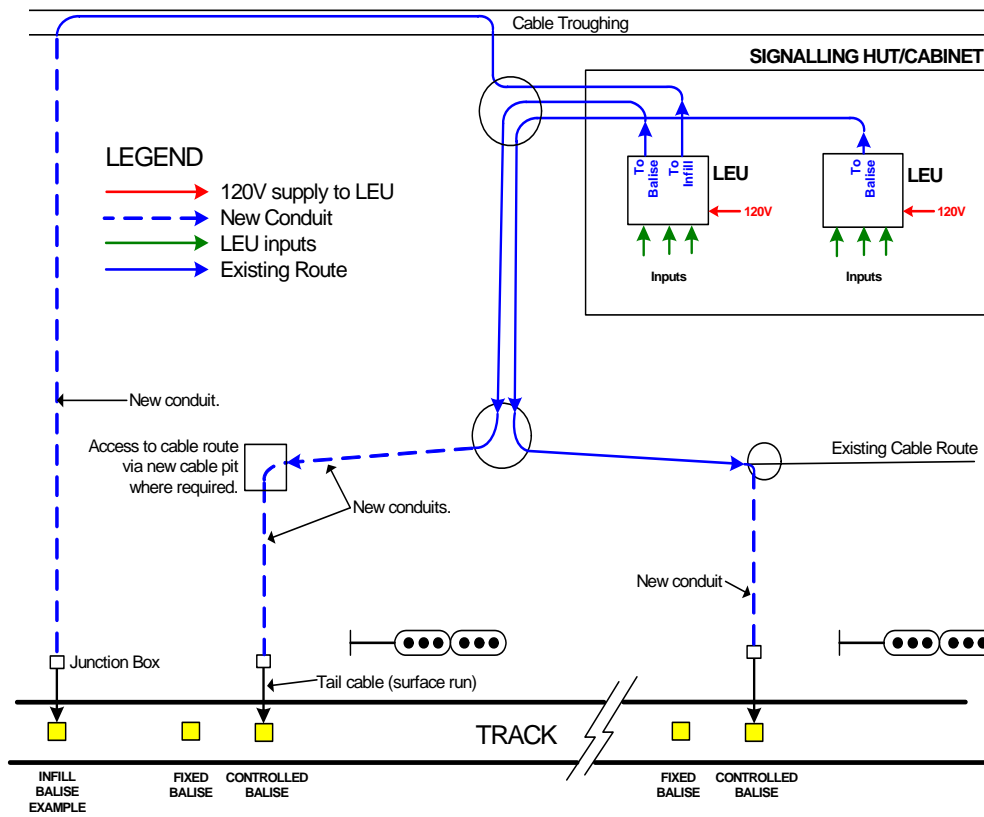 Cable Troughing
SIGNALLING HUT/CABINET
To
Balise
To
Infill
LEU
120V
Inputs
To
Balise
LEU
120V
Inputs
LEGEND
120V supply to LEU
New Conduit
LEU inputs
Existing Route
New conduit.
Access to cable route
via new cable pit
where required.
New conduits.
Existing Cable Route
New conduit
Junction Box
Tail cable (surface run)
TRACK
INFILL
BALISE
EXAMPLE
FIXED
BALISE
CONTROLLED
BALISE
FIXED
BALISE
CONTROLLED
BALISE